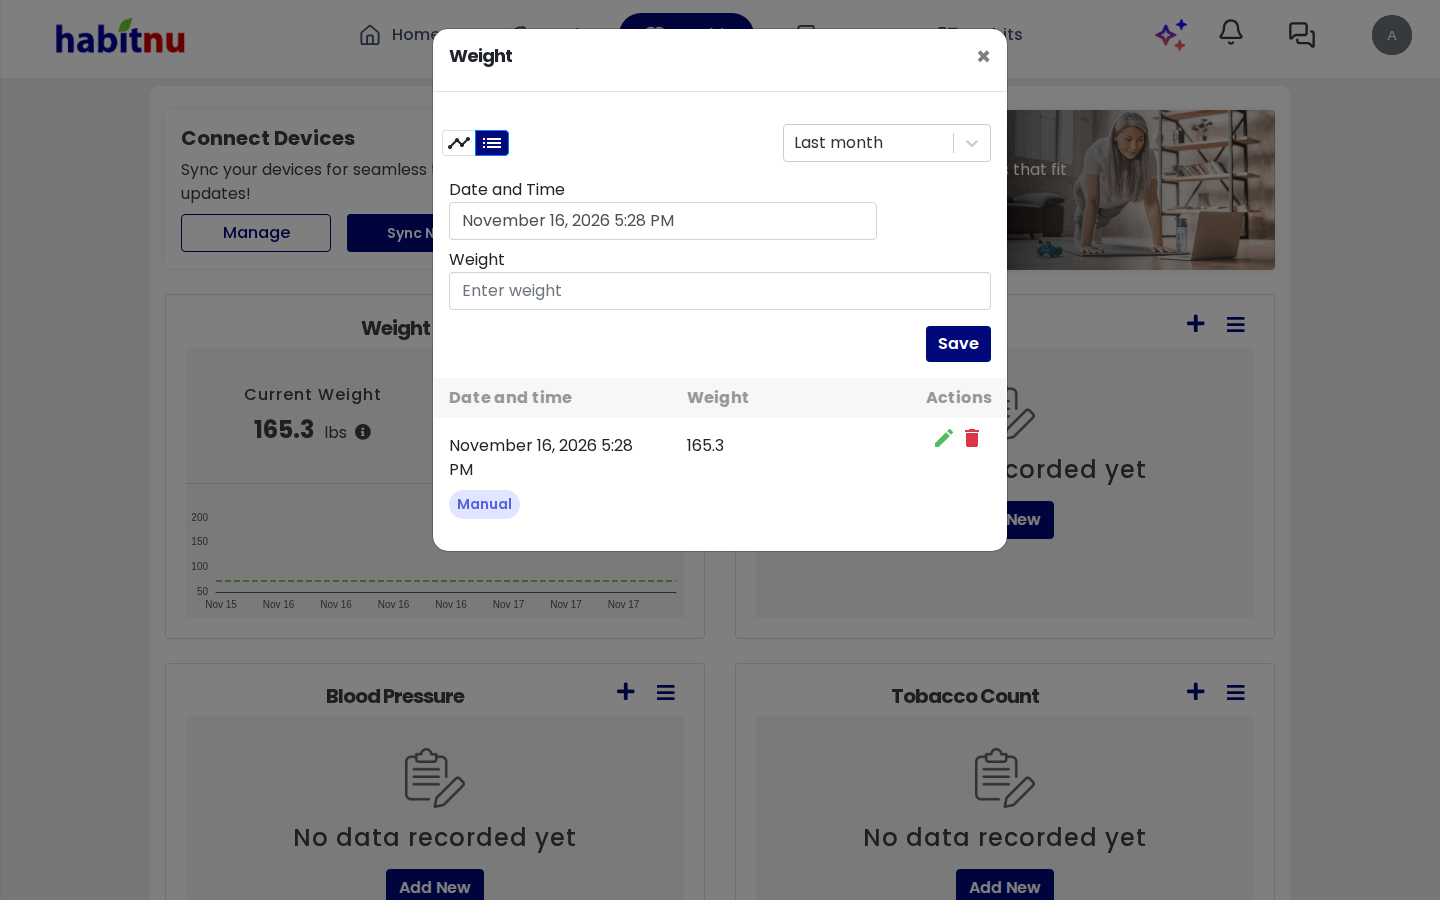 habitnu
Home
its
A
Weight
×
Connect Devices
Sync your devices for seamless
updates!
Manage
Sync N
that fit
Last month
Date and Time
November 16, 2026 5:28 PM
Weight
Enter weight
Save
Date and time Weight Actions
November 16, 2026 5:28
PM
165.3
Manual
Weight
Current Weight
165.3 lbs
200
150
100
50
Nov 15 Nov 16 Nov 16 Nov 16 Nov 16 Nov 17 Nov 17 Nov 17
corded yet
New
Blood Pressure
No data recorded yet
Add New
Tobacco Count
No data recorded yet
Add New